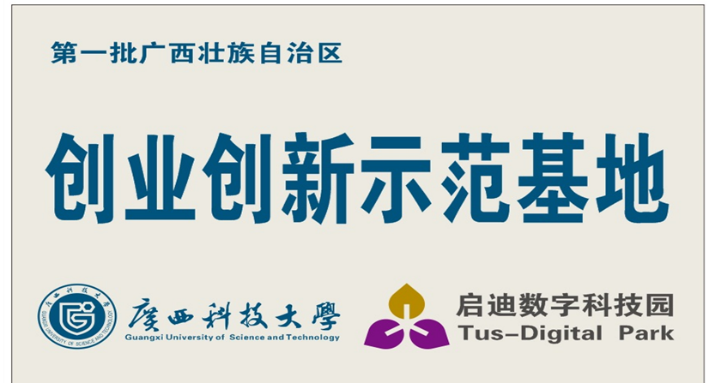 第一批广西壮族自治区
创业创新示范基地
廣西科技大學
Guangxi University of Science and Technology
启迪数字科技园
Tus-Digital Park